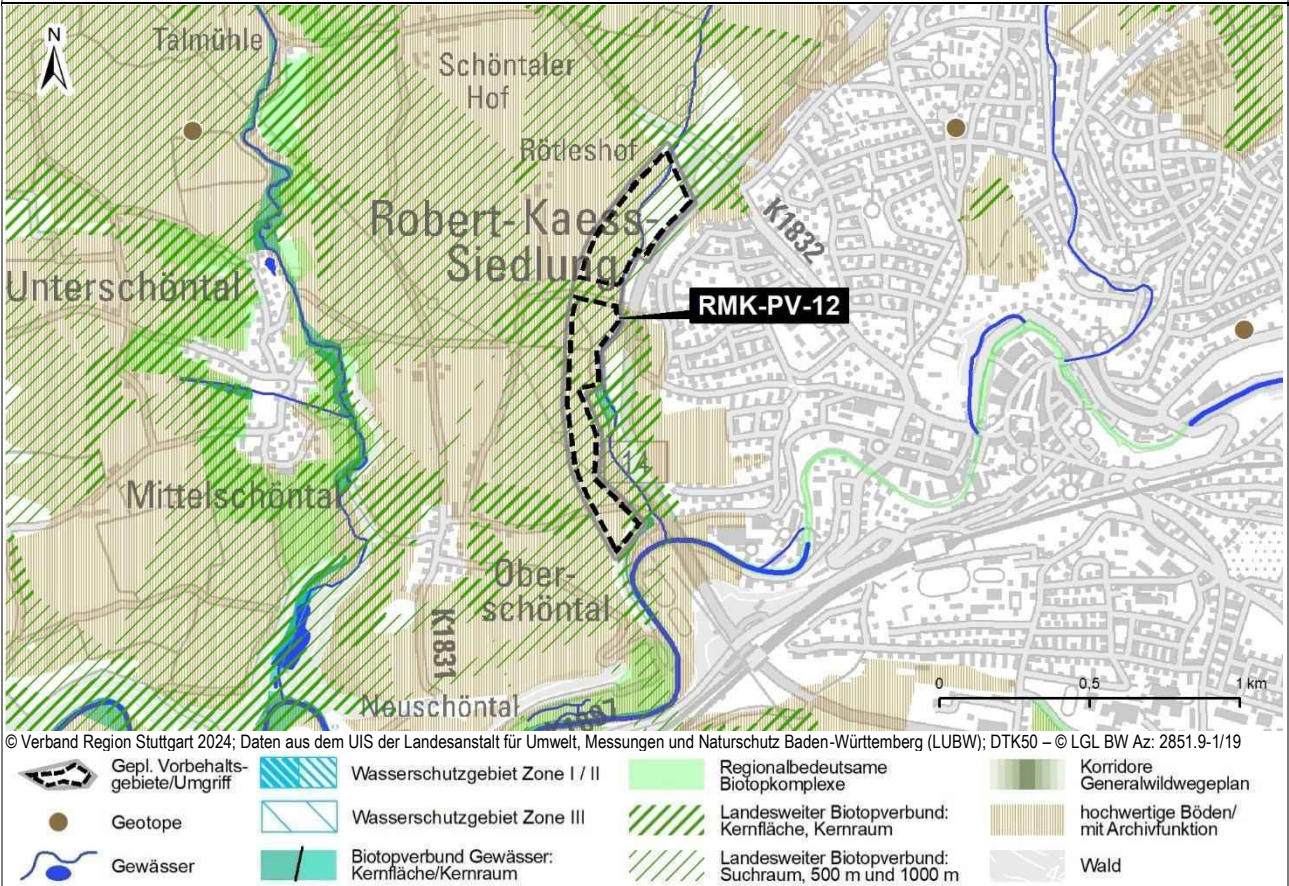 N
Talmühle
Schöntaler
Hof
Rötleshof
Robert-Kaess-
Siedlung
K1832
Unterschöntal
RMK-PV-12
14
Mittelschöntal
Ober-
schöntal
K1831
Neuschöntal
0 0,5 1 km
© Verband Region Stuttgart 2024; Daten aus dem UIS der Landesanstalt für Umwelt, Messungen und Naturschutz Baden-Württemberg (LUBW); DTK50 – © LGL BW Az: 2851.9-1/19
Gepl. Vorbehalts-
gebiete/Umgriff
Wasserschutzgebiet Zone I / II
Regionalbedeutsame
Biotopkomplexe
Korridore
Generalwildwegeplan
Geotope
Wasserschutzgebiet Zone III
Landesweiter Biotopverbund:
Kernfläche, Kernraum
hochwertige Böden/
mit Archivfunktion
Gewässer
Biotopverbund Gewässer:
Kernfläche/Kernraum
Landesweiter Biotopverbund:
Suchraum, 500 m und 1000 m
Wald